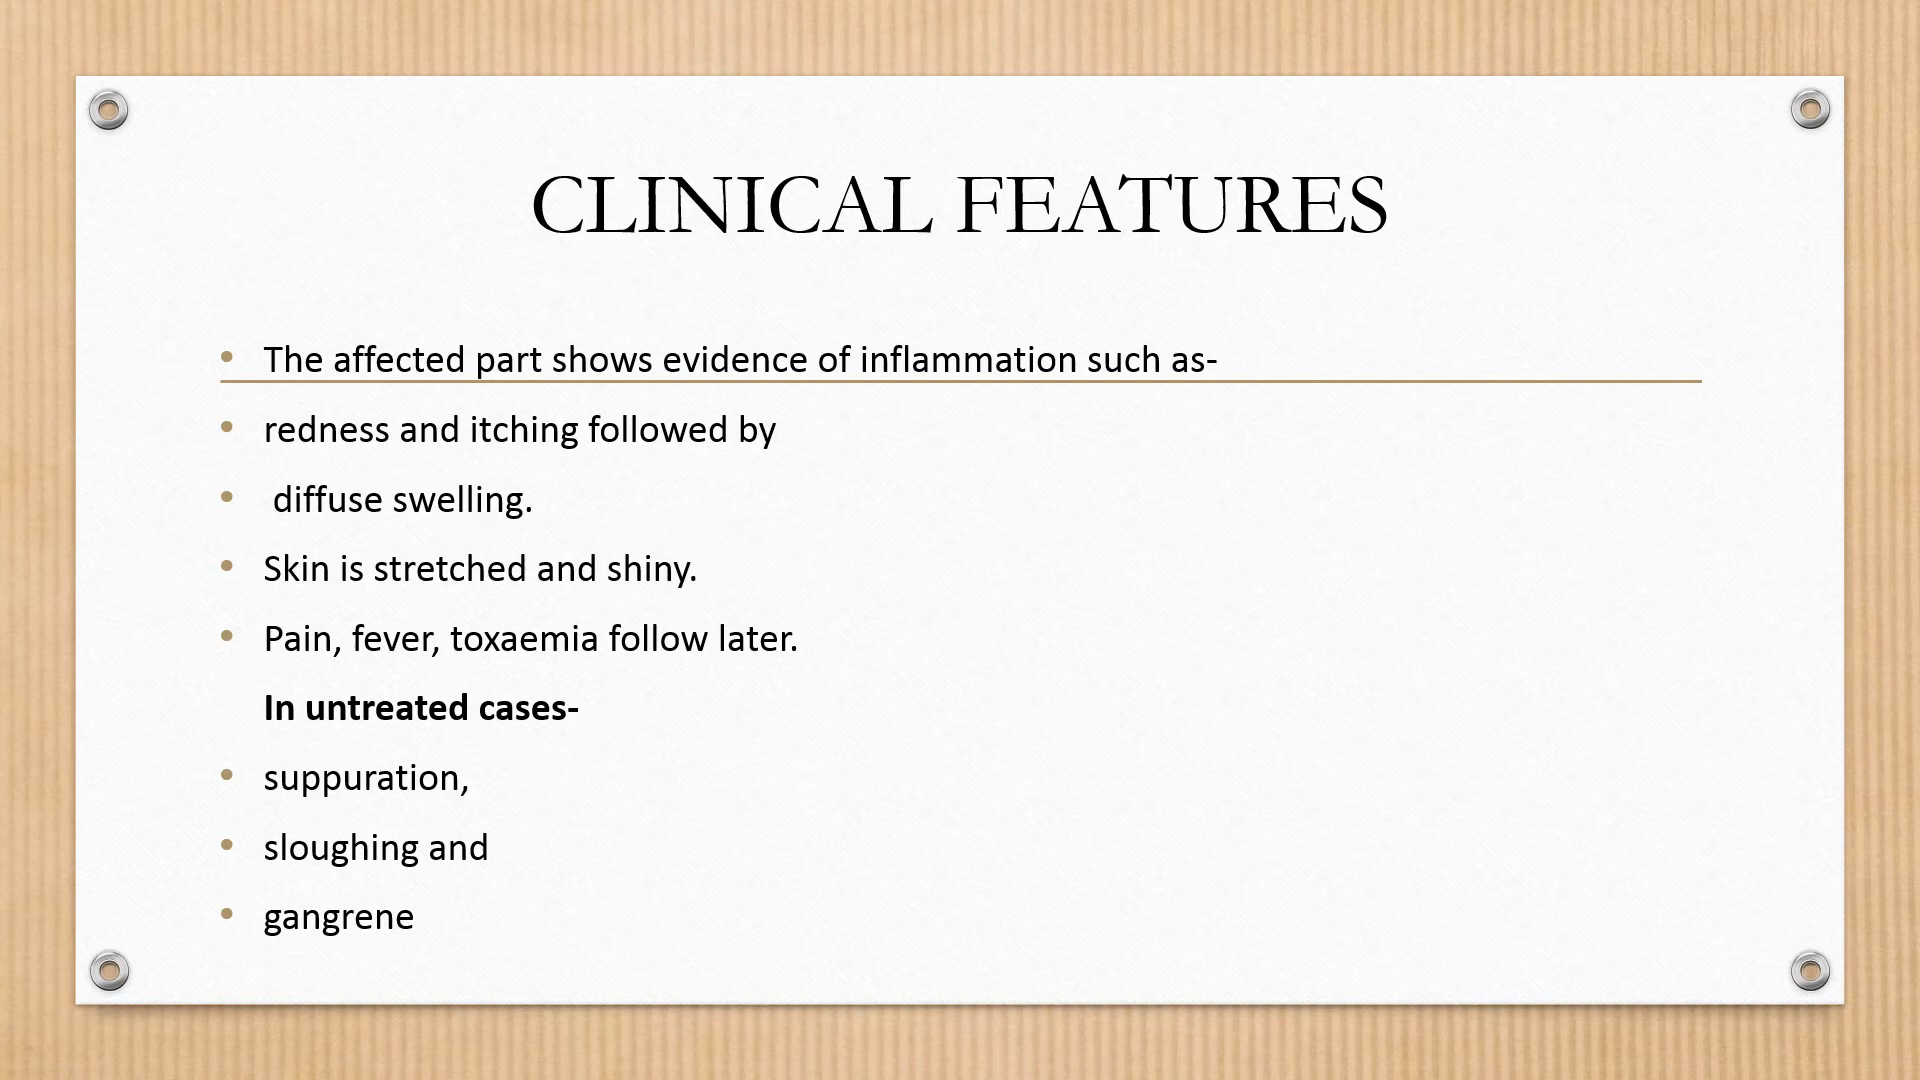 CLINICAL FEATURES
• The affected part shows evidence of inflammation such as-
• redness and itching followed by
• diffuse swelling.
• Skin is stretched and shiny.
• Pain, fever, toxaemia follow later.
In untreated cases-
• suppuration,
• sloughing and
• gangrene